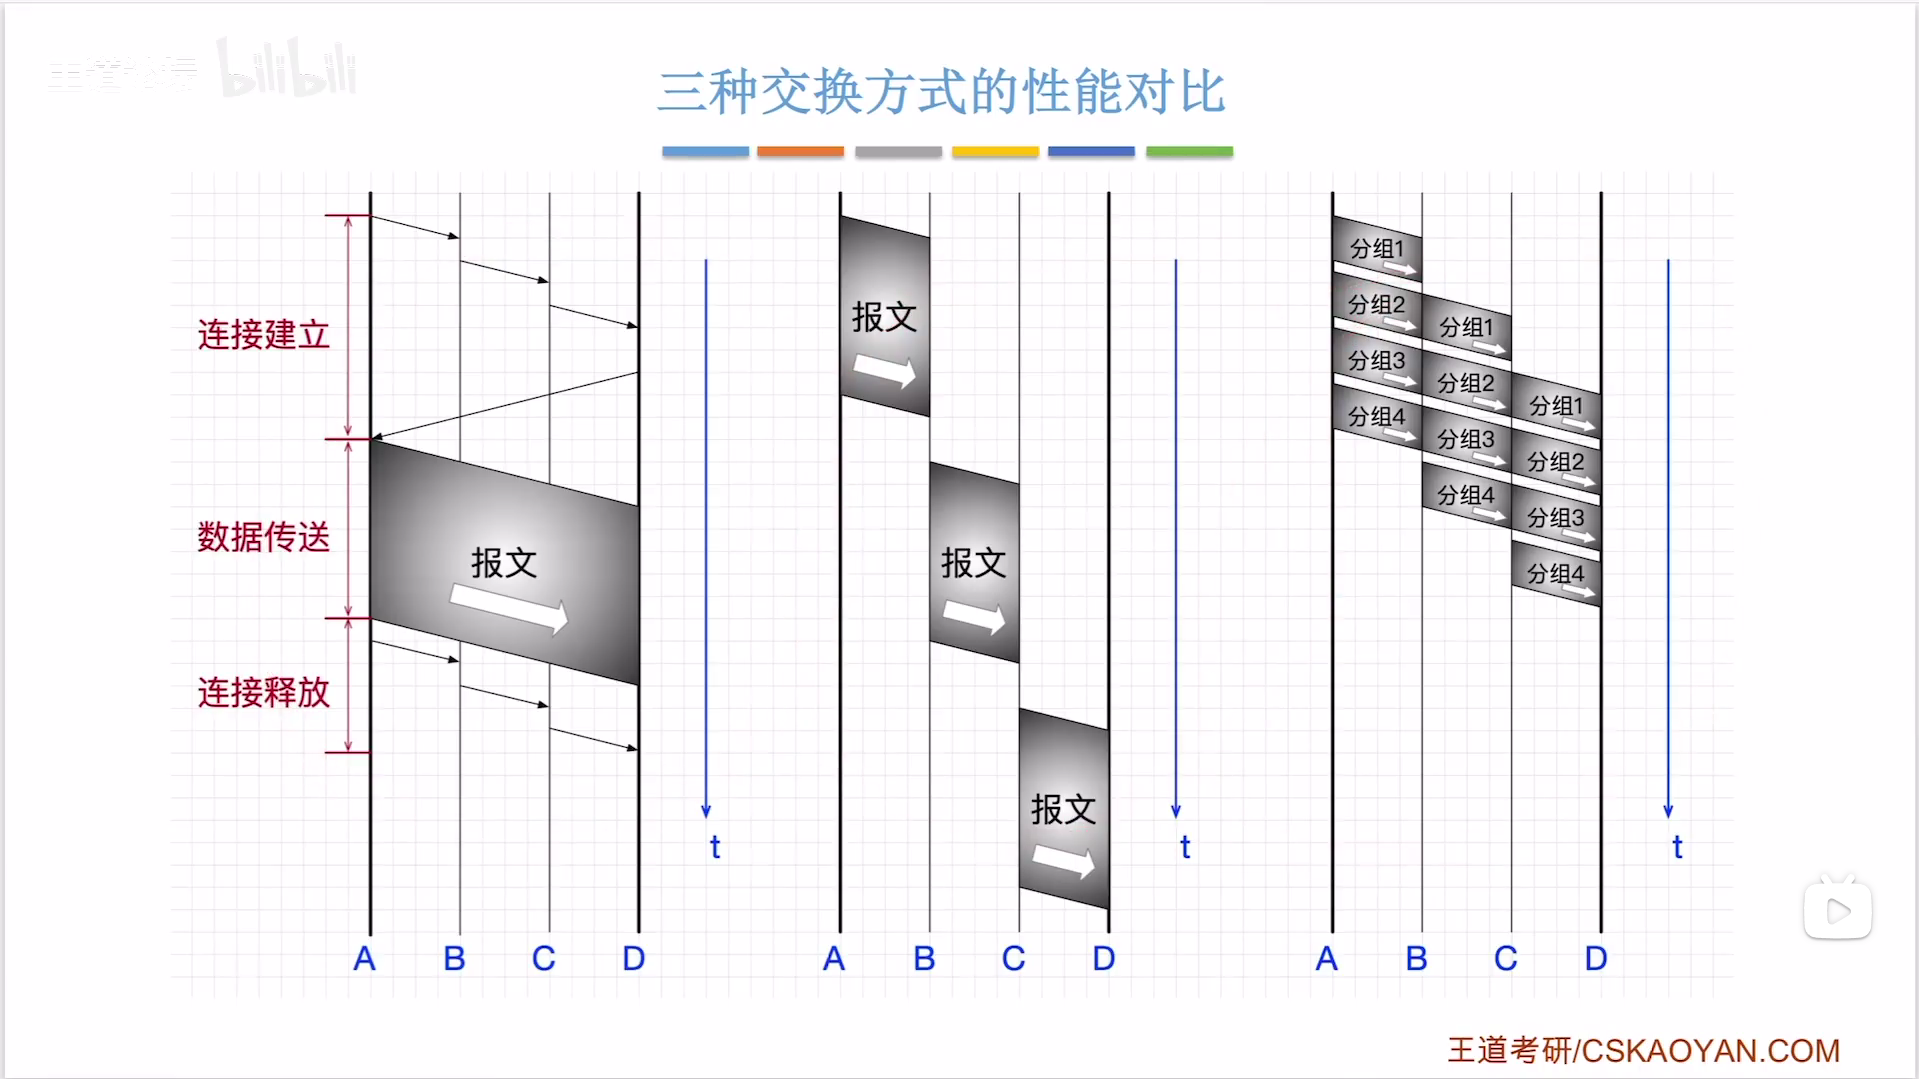 王道论坛 bilibili
三种交换方式的性能对比
连接建立
数据传送
连接释放
报文
t
A B C D
报文
报文
报文
t
A B C D
分组1
分组2 分组1
分组3 分组2 分组1
分组4 分组3 分组2
分组4 分组3
分组4
t
A B C D
王道考研/CSKAOYAN.COM